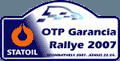 STATOIL
OTP Garancia
Rallye 2007